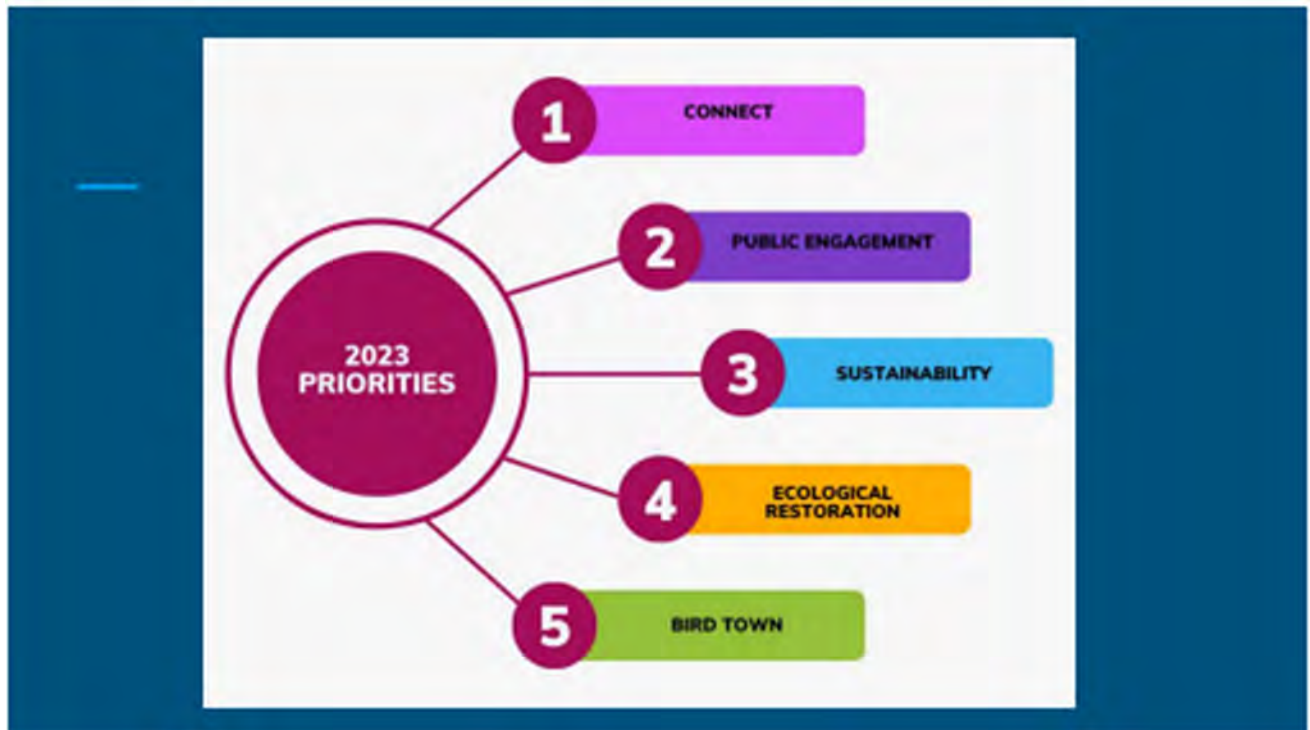 1
CONNECT
2
PUBLIC ENGAGEMENT
2023
PRIORITIES
3
SUSTAINABILITY
4
ECOLOGICAL
RESTORATION
5
BIRD TOWN